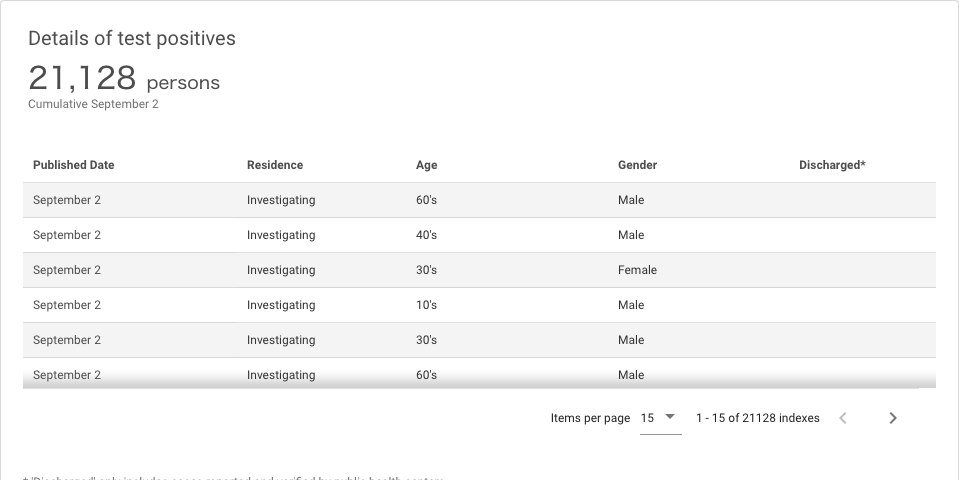 Details of test positives
21,128 persons
Cumulative September 2
Published Date Residence Age Gender Discharged*
September 2 Investigating 60's Male
September 2 Investigating 40's Male
September 2 Investigating 30's Female
September 2 Investigating 10's Male
September 2 Investigating 30's Male
September 2 Investigating 60's Male
Items per page 15 1 - 15 of 21128 indexes